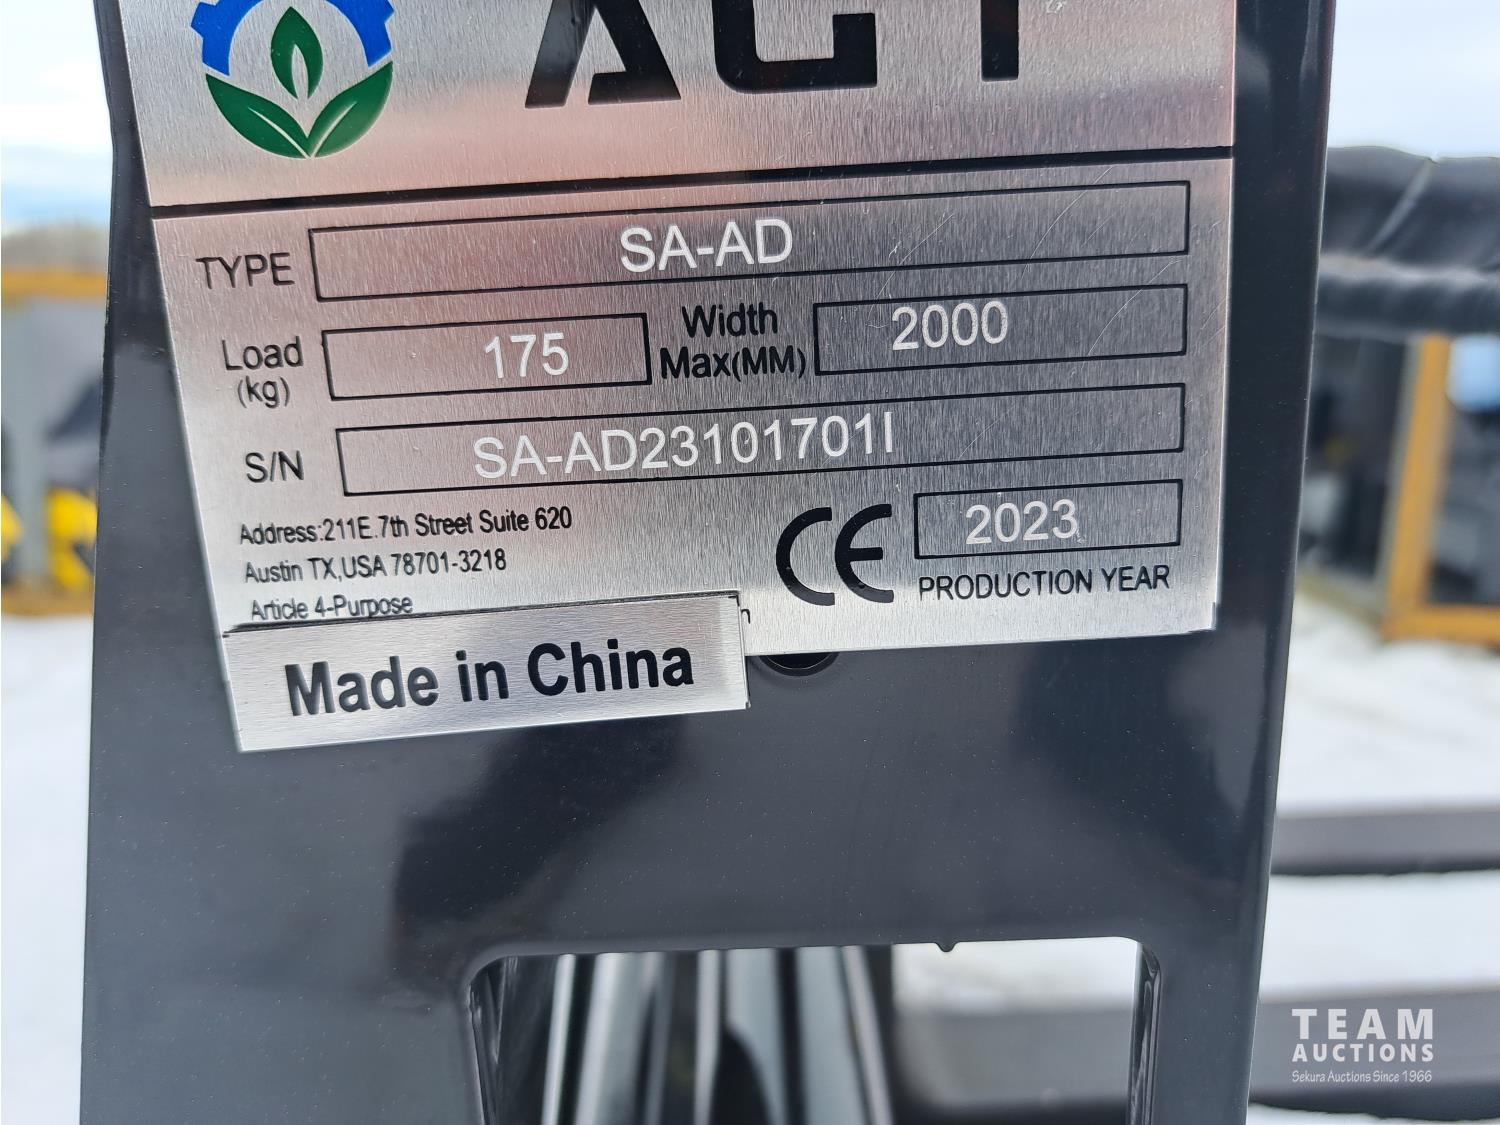 AGT
TYPE SA-AD
Load (kg) 175 Width Max(MM) 2000
S/N SA-AD23101701I
Address:211E.7th Street Suite 620
Austin TX,USA 78701-3218
Article 4-Purpose
CE 2023
PRODUCTION YEAR
Made in China
TEAM
AUCTIONS
Sekura Auctions Since 1966